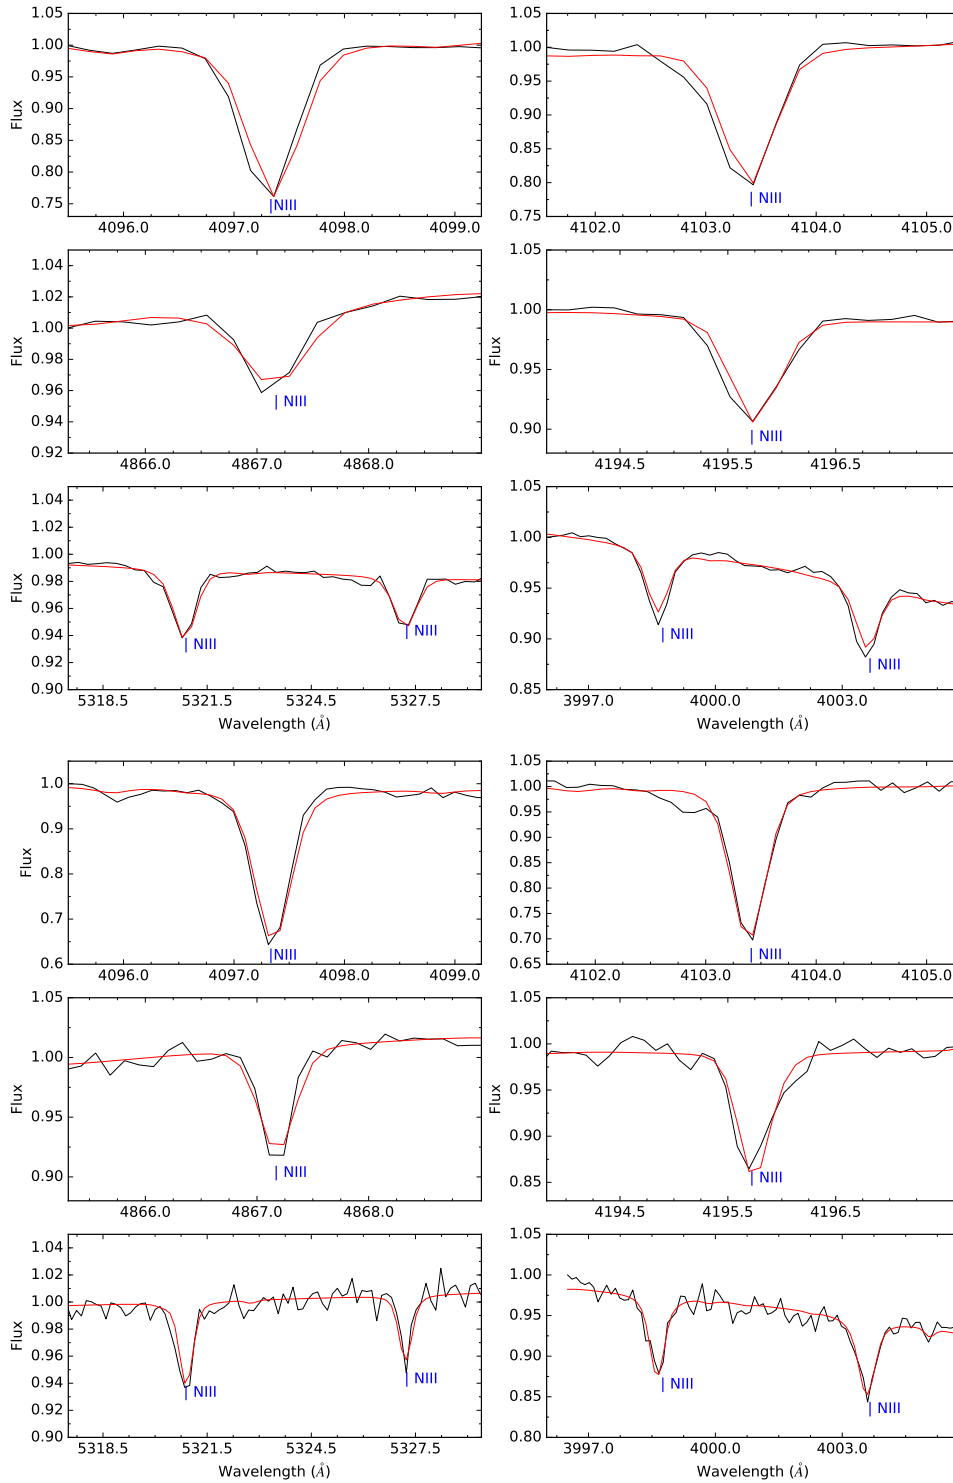 1.05 1.00 0.95 0.90 0.85 0.80 0.75
Flux
| NIII
4096.0 4097.0 4098.0 4099.0
1.05 1.00 0.95 0.90 0.85 0.80 0.75
| NIII
4102.0 4103.0 4104.0 4105.0
1.04 1.02 1.00 0.98 0.96 0.94 0.92
Flux
| NIII
4866.0 4867.0 4868.0
1.05 1.00 0.95 0.90
| NIII
4194.5 4195.5 4196.5
1.04 1.02 1.00 0.98 0.96 0.94 0.92 0.90
Flux
| NIII | NIII
5318.5 5321.5 5324.5 5327.5
Wavelength (Å)
1.05 1.00 0.95 0.90 0.85
| NIII | NIII
3997.0 4000.0 4003.0
Wavelength (Å)
1.0 0.9 0.8 0.7 0.6
Flux
| NIII
4096.0 4097.0 4098.0 4099.0
1.05 1.00 0.95 0.90 0.85 0.80 0.75 0.70 0.65
Flux
| NIII
4102.0 4103.0 4104.0 4105.0
1.05 1.00 0.95 0.90
Flux
| NIII
4866.0 4867.0 4868.0
1.00 0.95 0.90 0.85
Flux
| NIII
4194.5 4195.5 4196.5
1.04 1.02 1.00 0.98 0.96 0.94 0.92 0.90
Flux
| NIII | NIII
5318.5 5321.5 5324.5 5327.5
Wavelength (Å)
1.05 1.00 0.95 0.90 0.85 0.80
| NIII | NIII
3997.0 4000.0 4003.0
Wavelength (Å)